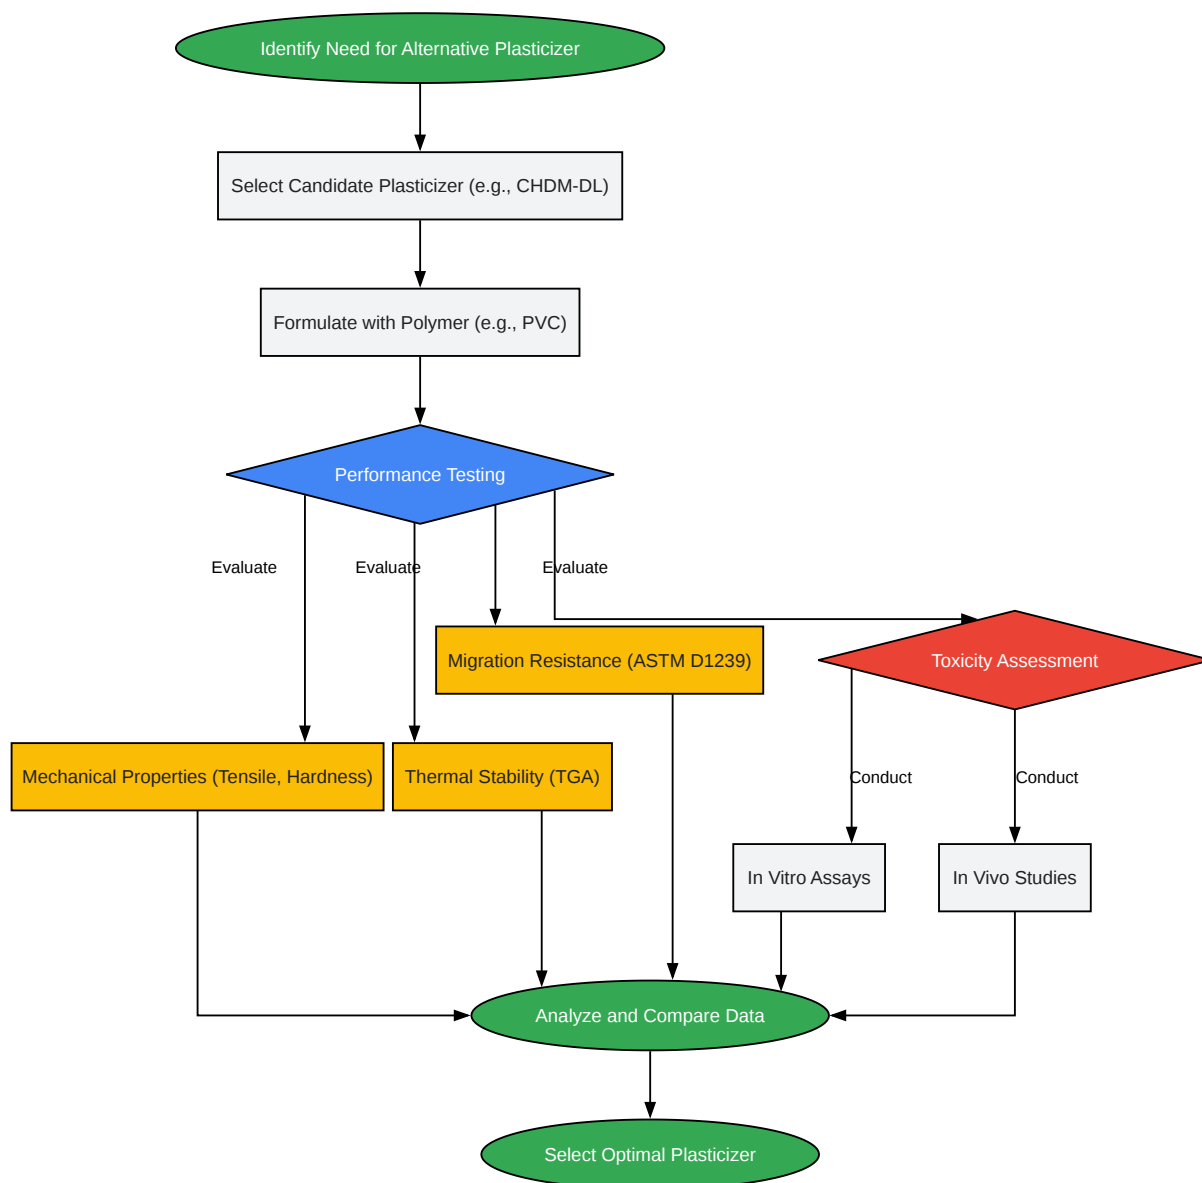 Identify Need for Alternative Plasticizer
Select Candidate Plasticizer (e.g., CHDM-DL)
Formulate with Polymer (e.g., PVC)
Performance Testing
Evaluate
Evaluate
Evaluate
Migration Resistance (ASTM D1239)
Toxicity Assessment
Mechanical Properties (Tensile, Hardness)
Thermal Stability (TGA)
Conduct
Conduct
In Vitro Assays
In Vivo Studies
Analyze and Compare Data
Select Optimal Plasticizer